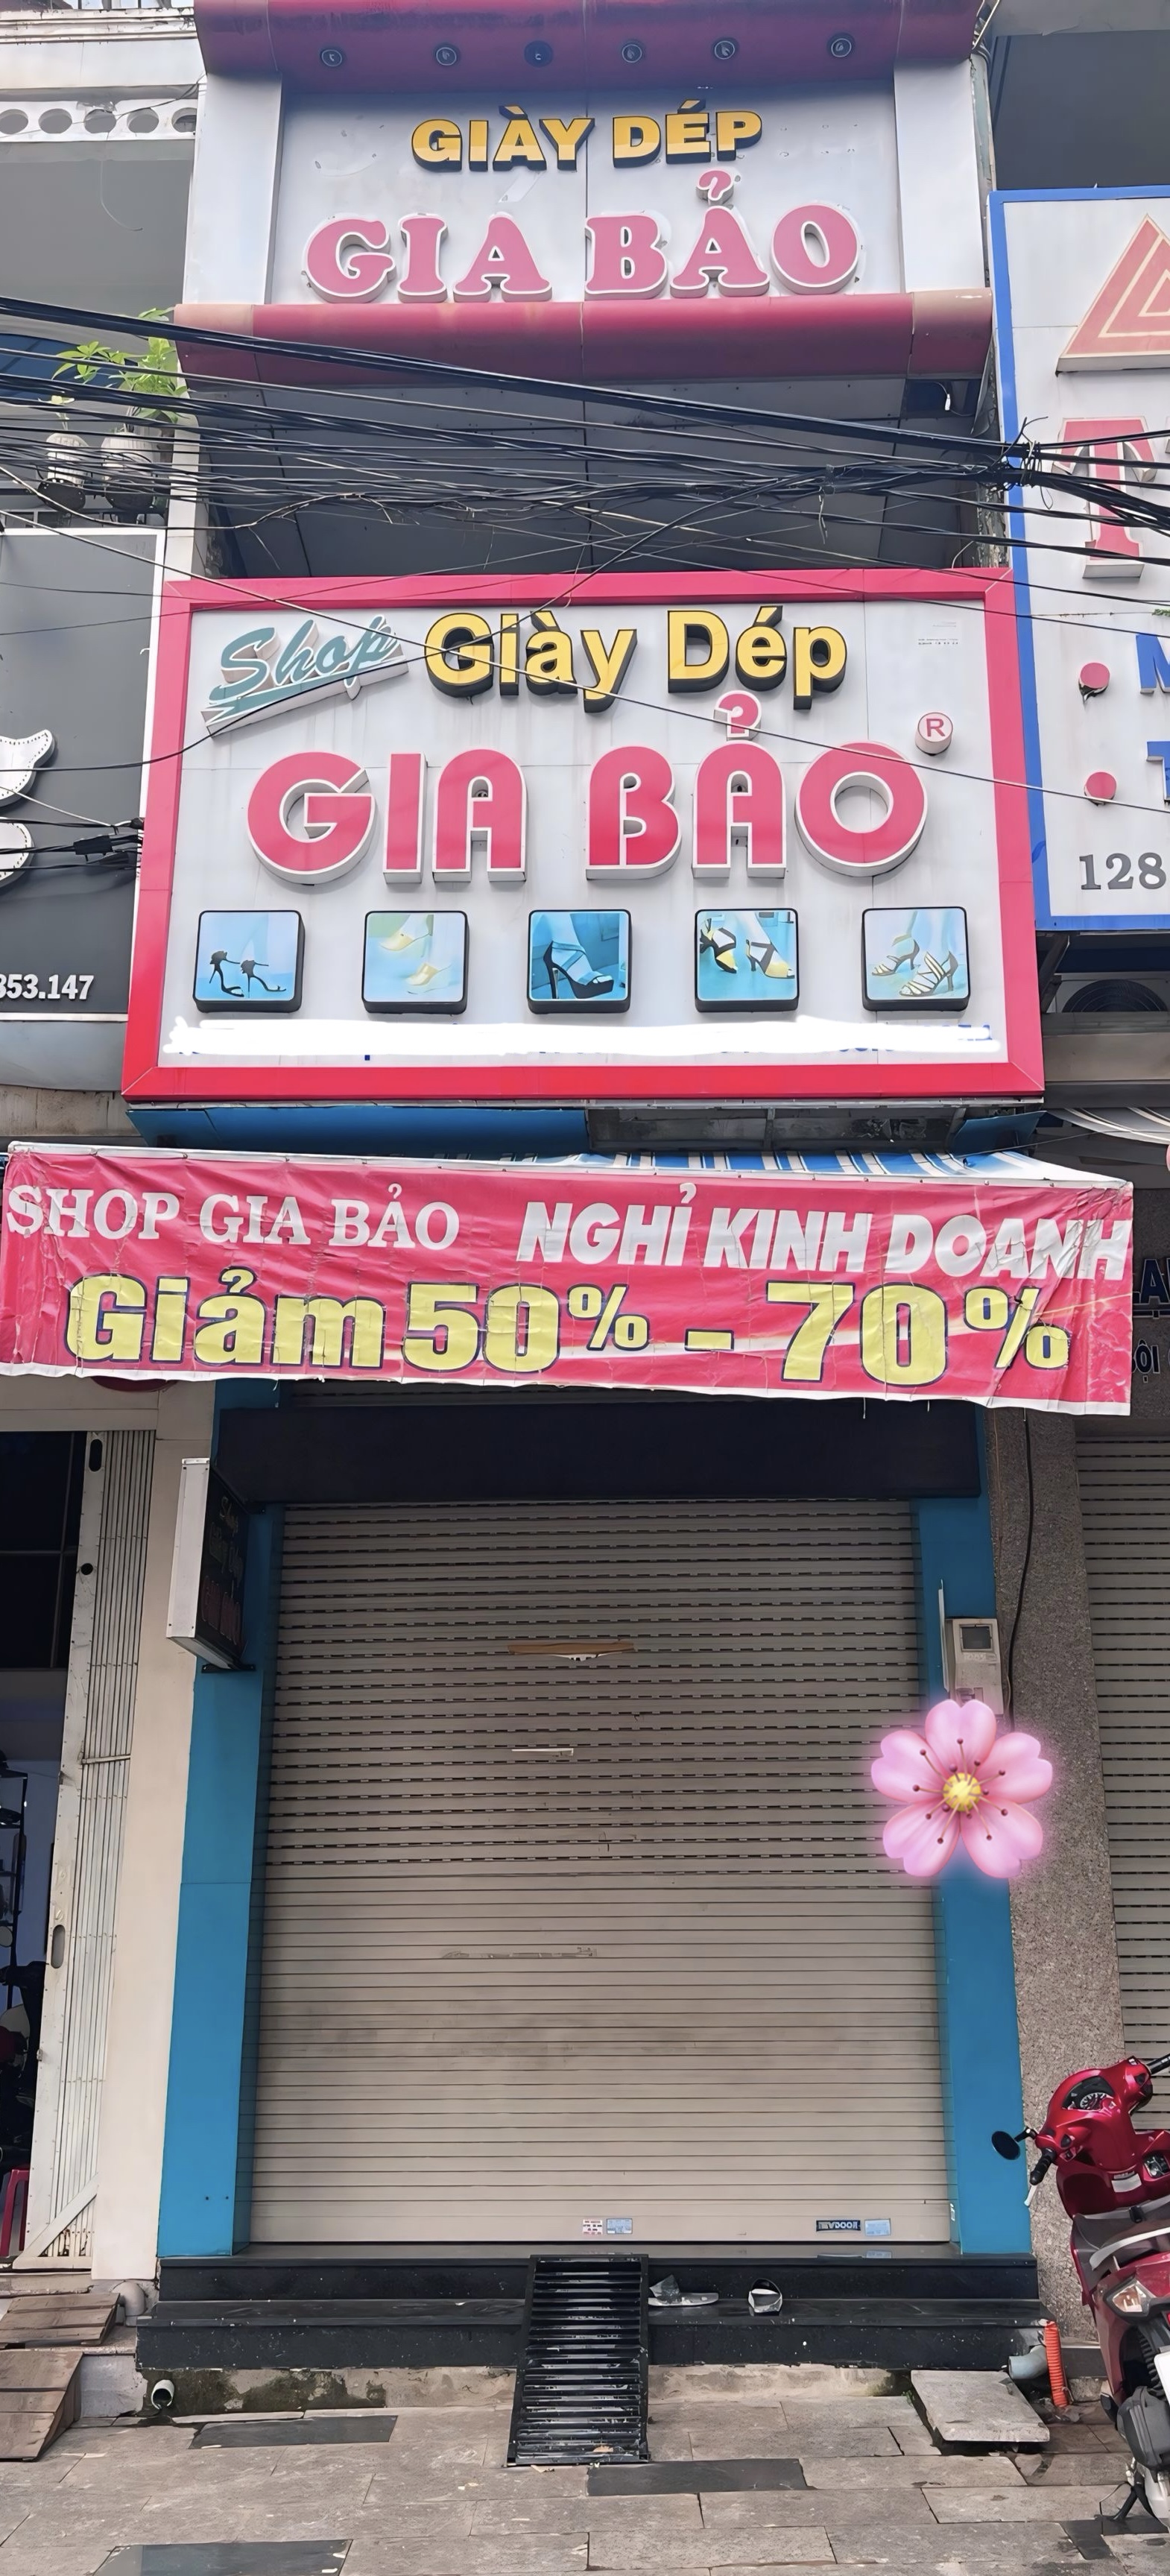 GIÀY DÉP
GIA BẢO
Shop Giày Dép
GIA BẢO
®
T
128
353.147
SHOP GIA BẢO NGHỈ KINH DOANH
Giảm 50% - 70%